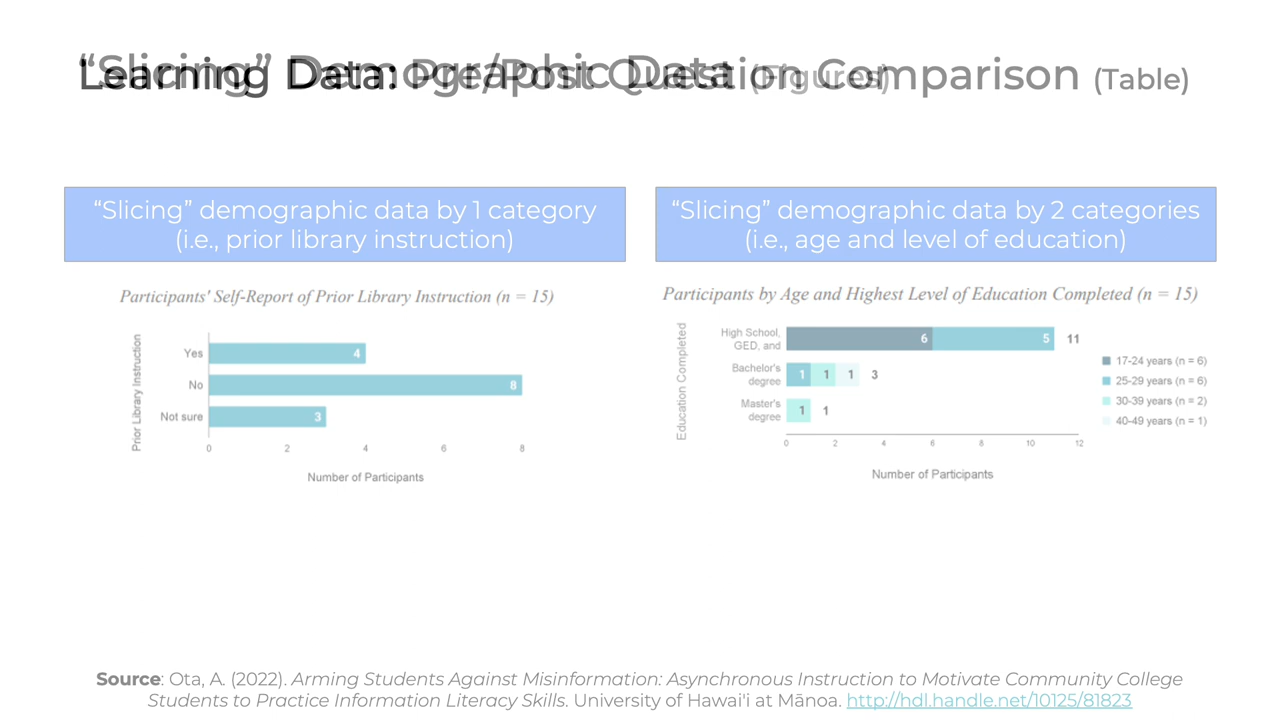 “Slicing” Demographic Data (Figures)
Learning Data: Pre/Post Question Comparison (Table)
“Slicing” demographic data by 1 category
(i.e., prior library instruction)
“Slicing” demographic data by 2 categories
(i.e., age and level of education)
Participants' Self-Report of Prior Library Instruction (n = 15)
Prior Library Instruction
Yes
4
No
8
Not sure
3
0 2 4 6 8
Number of Participants
Participants by Age and Highest Level of Education Completed (n = 15)
Education Completed
High School,
GED, and
6 5 11
Bachelor's
degree
1 1 1 3
Master's
degree
1 1
0 2 4 6 8 10 12
Number of Participants
17-24 years (n = 6)
25-29 years (n = 6)
30-39 years (n = 2)
40-49 years (n = 1)
Source: Ota, A. (2022). Arming Students Against Misinformation: Asynchronous Instruction to Motivate Community College
Students to Practice Information Literacy Skills. University of Hawai'i at Mānoa. http://hdl.handle.net/10125/81823